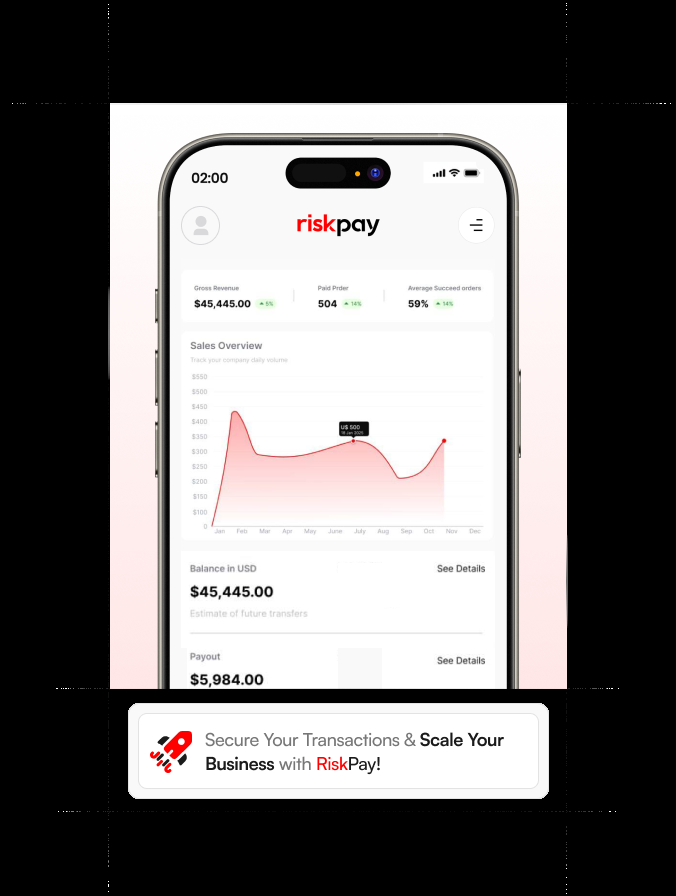 02:00
riskpay
Gross Revenue
Paid Prder
Average Succeed orders
$45,445.00
5%
504
14%
59%
14%
Sales Overview
Track your company daily volume
$550
$500
$450
$400
$350
$300
$250
$200
$150
$100
0
U$ 500
16 Jan 2025
Jan Feb Mar Apr May June July Aug Sep Oct Nov Dec
Balance in USD
See Details
$45,445.00
Estimate of future transfers
Payout
See Details
$5,984.00
Secure Your Transactions & Scale Your
Business with RiskPay!